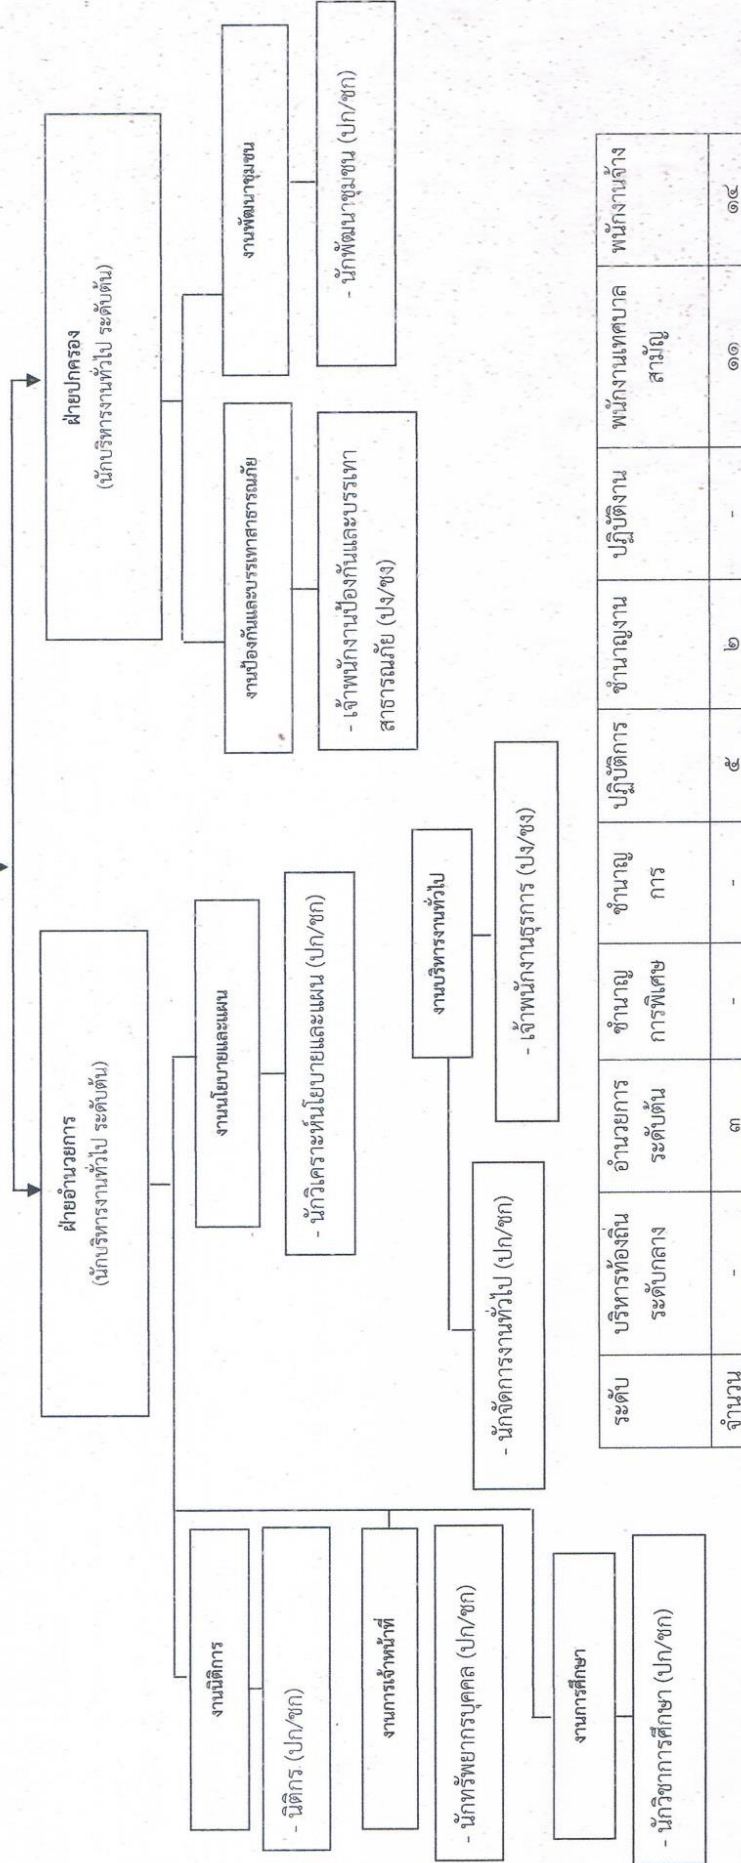 ฝ่ายอำนวยการ
(นักบริหารงานทั่วไป ระดับต้น)
ฝ่ายปกครอง
(นักบริหารงานทั่วไป ระดับต้น)
งานนิติการ
- นิติกร (ปก/ชก)
งานการเจ้าหน้าที่
- นักทรัพยากรบุคคล (ปก/ชก)
งานการศึกษา
- นักวิชาการศึกษา (ปก/ชก)
งานนโยบายและแผน
- นักวิเคราะห์นโยบายและแผน (ปก/ชก)
งานบริหารงานทั่วไป
- นักจัดการงานทั่วไป (ปก/ชก)
- เจ้าพนักงานธุรการ (ปง/ชง)
งานป้องกันและบรรเทาสาธารณภัย
- เจ้าพนักงานป้องกันและบรรเทา
สาธารณภัย (ปง/ชง)
งานพัฒนาชุมชน
- นักพัฒนาชุมชน (ปก/ชก)
ระดับ บริหารท้องถิ่น อำนวยการ ชำนาญ ชำนาญ ปฏิบัติการ ชำนาญงาน ปฏิบัติงาน พนักงานเทศบาล พนักงานจ้าง
ระดับกลาง ระดับต้น การพิเศษ การ สามัญ
จำนวน - ๓ - - ๕ ๒ - ๑๑ ๑๔